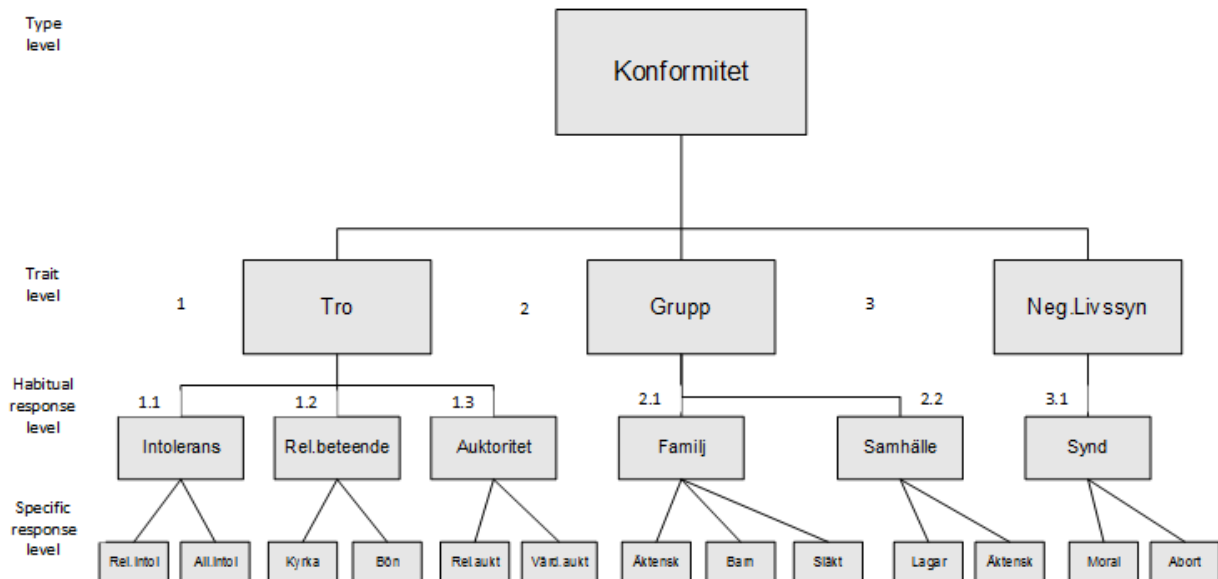 Type
level
Konformitet
Trait
level
1
Tro
2
Grupp
3
Neg.Livssyn
Habitual
response
level
1.1
1.2
1.3
2.1
2.2
3.1
Intolerans
Rel.beteende
Auktoritet
Familj
Samhälle
Synd
Specific
response
level
Rel.Intol
All.Intol
Kyrka
Bön
Rel.aukt
Värd.aukt
Äktensk
Barn
Släkt
Lagar
Äktensk
Moral
Abort